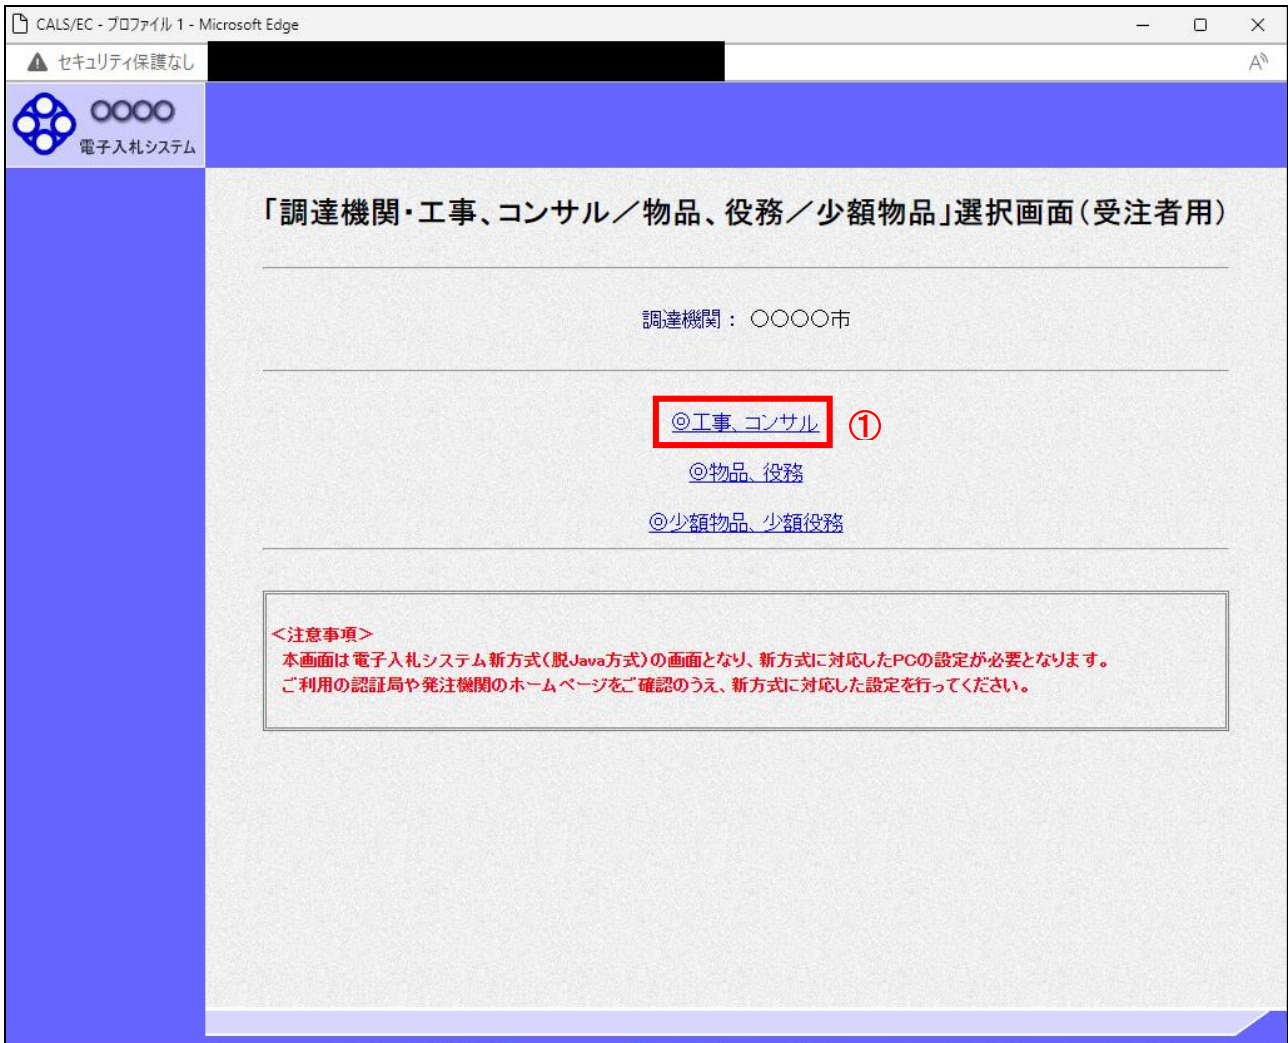 CALS/EC - プロファイル 1 - Microsoft Edge
セキュリティ保護なし
○○○○
電子入札システム
「調達機関・工事、コンサル／物品、役務／少額物品」選択画面（受注者用）
調達機関： ○○○○市
◎工事、コンサル ①
◎物品、役務
◎少額物品、少額役務
＜注意事項＞
本画面は電子入札システム新方式（脱Java方式）の画面となり、新方式に対応したPCの設定が必要となります。
ご利用の認証局や発注機関のホームページをご確認のうえ、新方式に対応した設定を行ってください。